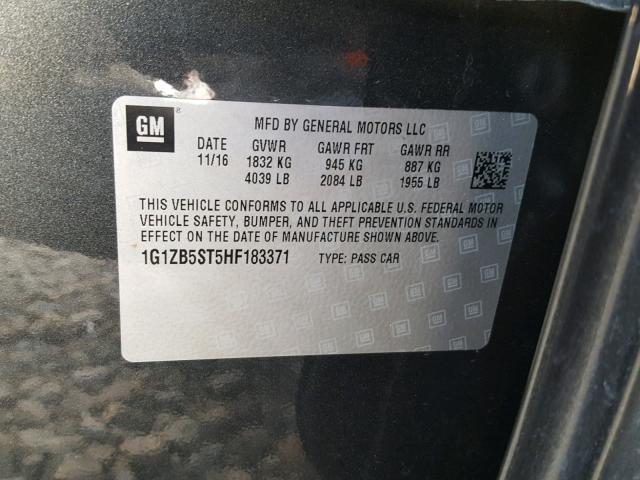 GM
MFD BY GENERAL MOTORS LLC
DATE GVWR GAWR FRT GAWR RR
11/16 1832 KG 945 KG 887 KG
4039 LB 2084 LB 1955 LB
THIS VEHICLE CONFORMS TO ALL APPLICABLE U.S. FEDERAL MOTOR
VEHICLE SAFETY, BUMPER, AND THEFT PREVENTION STANDARDS IN
EFFECT ON THE DATE OF MANUFACTURE SHOWN ABOVE.
1G1ZB5ST5HF183371 TYPE: PASS CAR